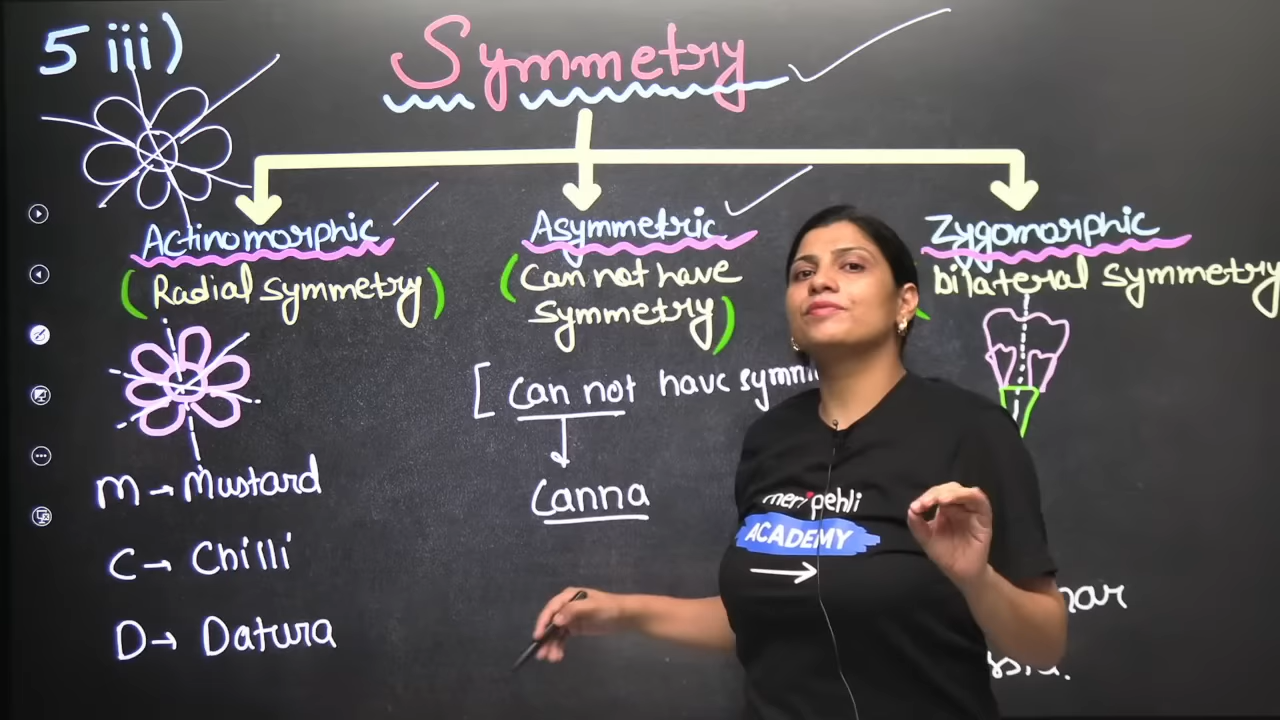 5 iii)
Symmetry
Actinomorphic
(Radial symmetry)
M → Mustard
C → Chilli
D → Datura
Asymmetric
(Can not have
symmetry)
[ Can not have
Canna
Zygomorphic
bilateral symmetry
meri pehli
ACADEMY